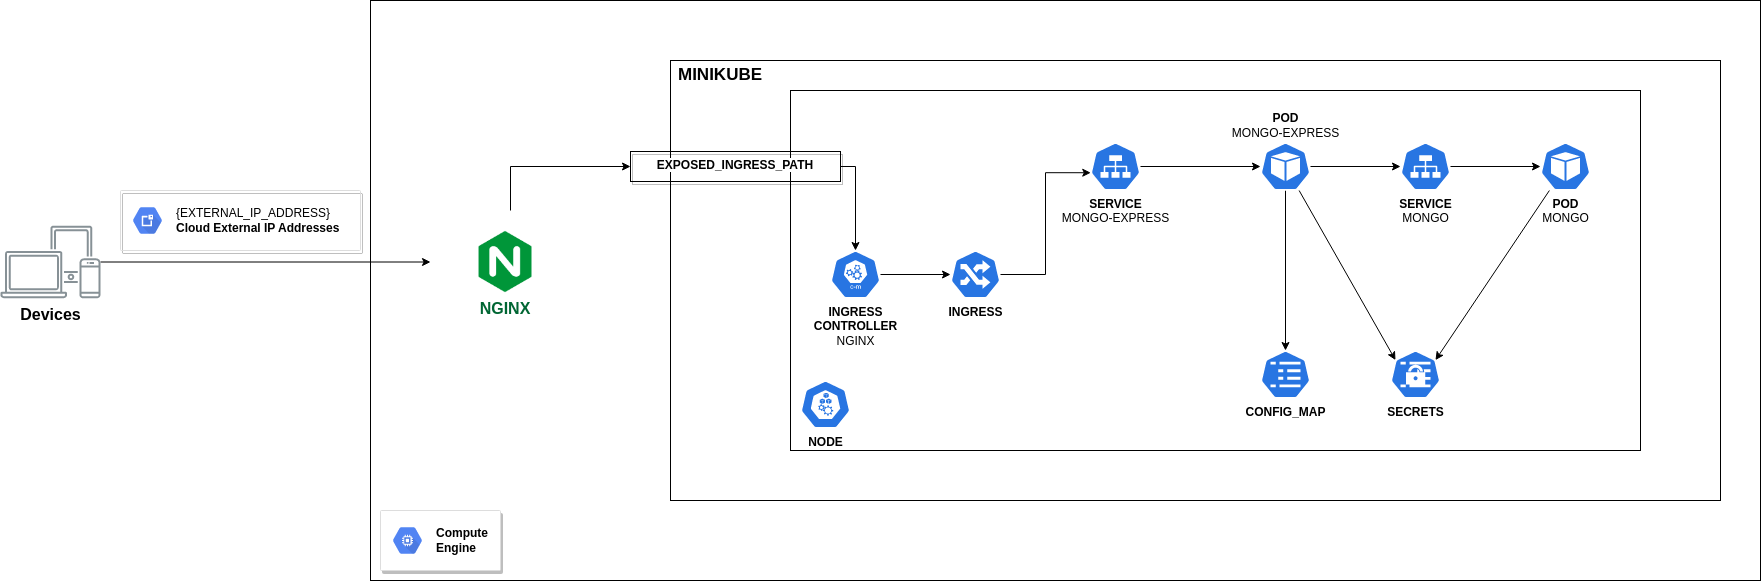 MINIKUBE
POD
MONGO-EXPRESS
EXPOSED_INGRESS_PATH
{EXTERNAL_IP_ADDRESS}
Cloud External IP Addresses
SERVICE
MONGO-EXPRESS
SERVICE
MONGO
POD
MONGO
Devices
NGINX
c-m
INGRESS
CONTROLLER
NGINX
INGRESS
CONFIG_MAP
SECRETS
NODE
Compute
Engine